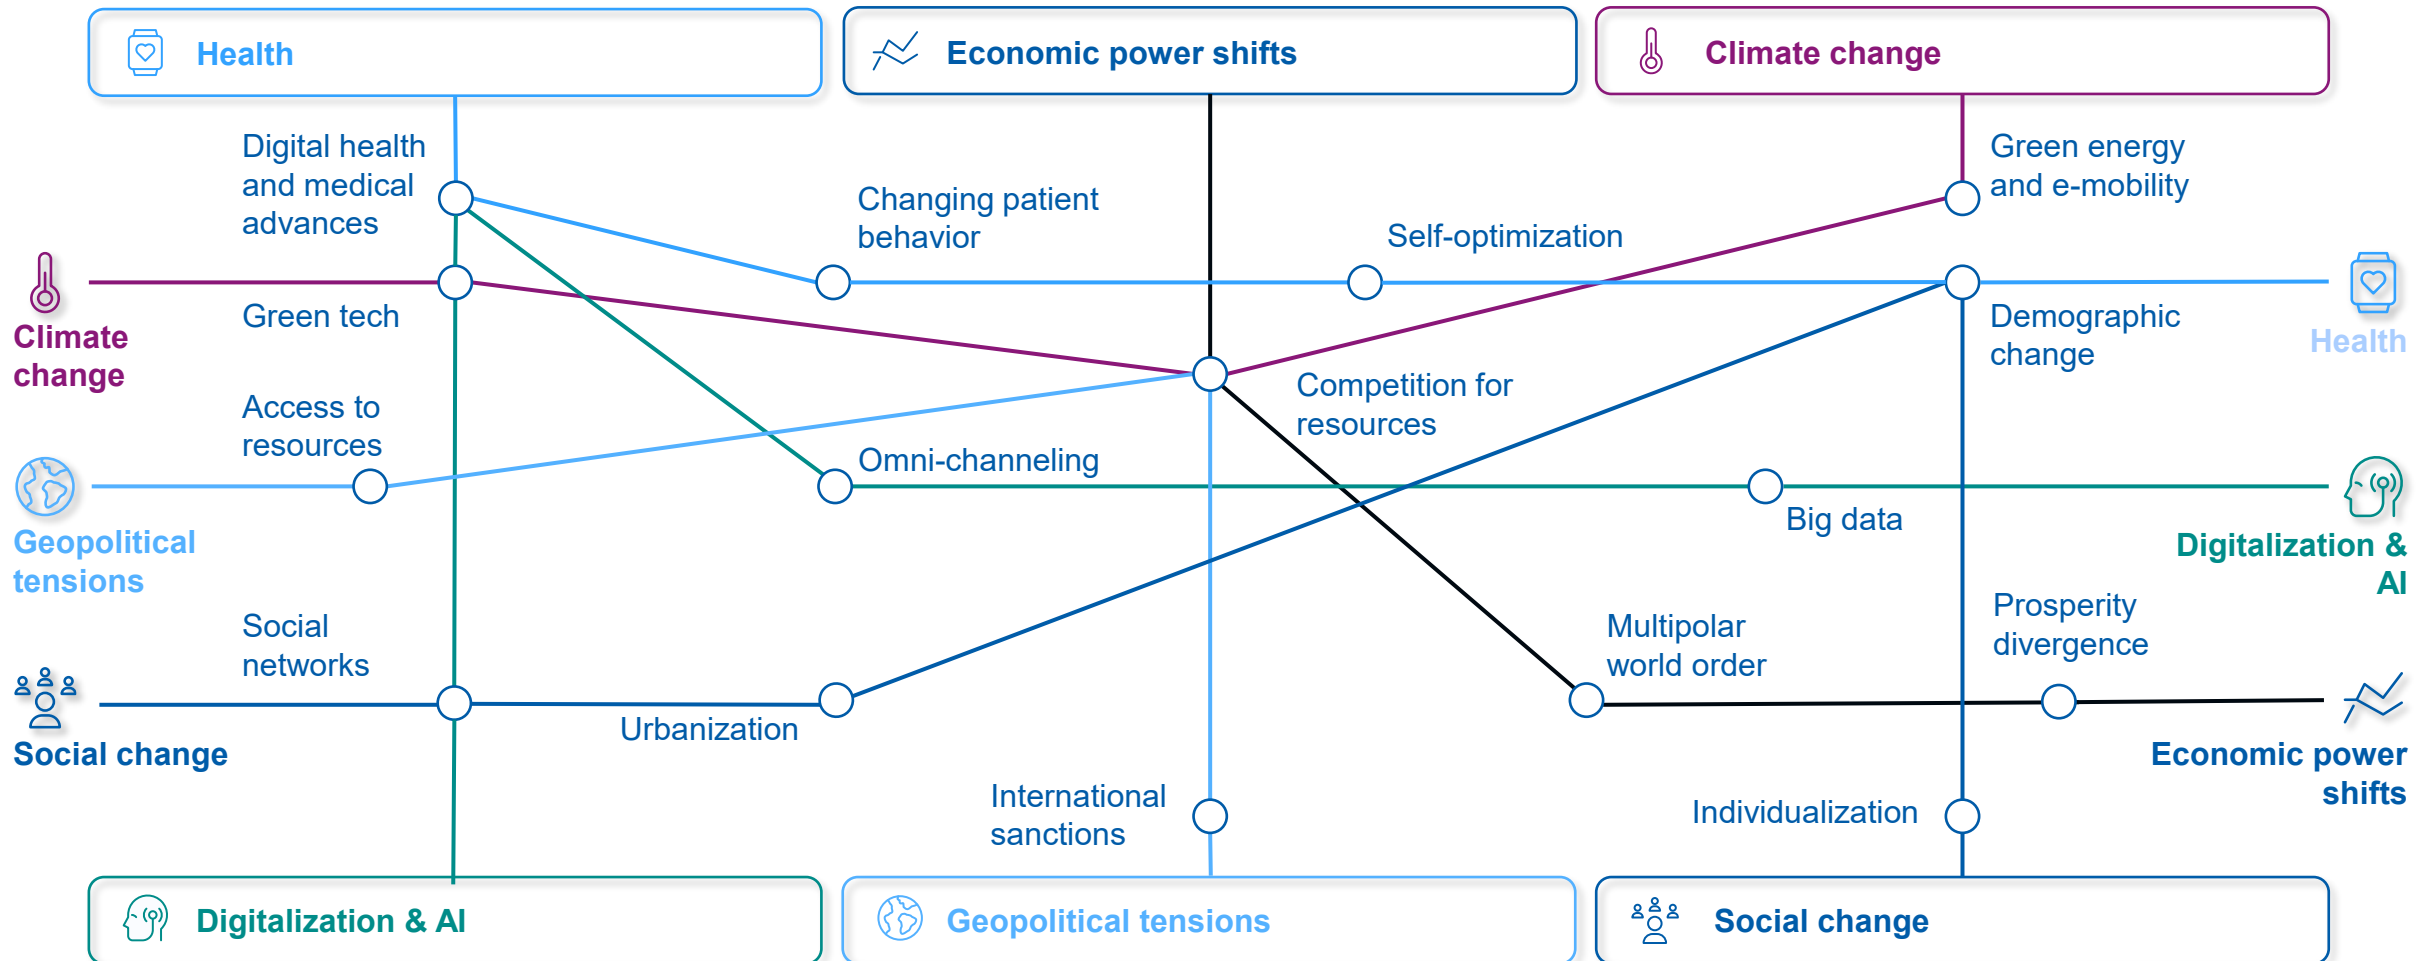 Health
Economic power shifts
Climate change
Digital health
and medical
advances
Green energy
and e-mobility
Changing patient
behavior
Self-optimization
Climate
change
Green tech
Demographic
change
Health
Access to
resources
Competition for
resources
Omni-channeling
Geopolitical
tensions
Big data
Digitalization &
AI
Social
networks
Multipolar
world order
Prosperity
divergence
Social change
Urbanization
Economic power
shifts
International
sanctions
Individualization
Digitalization & AI
Geopolitical tensions
Social change